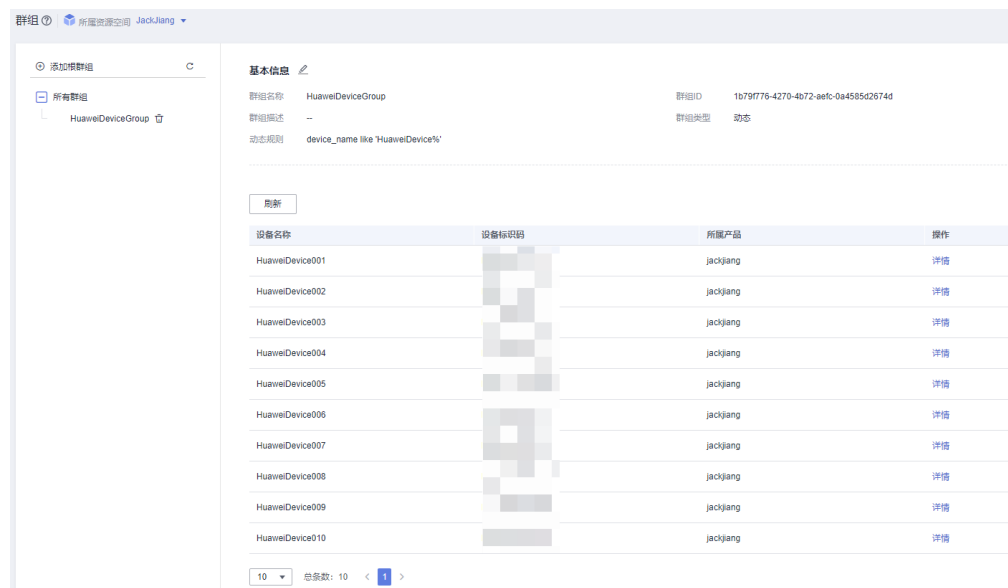 群组 所属资源空间 JackJiang
添加根群组
所有群组
HuaweiDeviceGroup
基本信息
群组名称 HuaweiDeviceGroup 群组ID 1b79f776-4270-4b72-aefc-0a4585d2674d
群组描述 -- 群组类型 动态
动态规则 device_name like 'HuaweiDevice%'
刷新
设备名称 设备标识码 所属产品 操作
HuaweiDevice001 jackjiang 详情
HuaweiDevice002 jackjiang 详情
HuaweiDevice003 jackjiang 详情
HuaweiDevice004 jackjiang 详情
HuaweiDevice005 jackjiang 详情
HuaweiDevice006 jackjiang 详情
HuaweiDevice007 jackjiang 详情
HuaweiDevice008 jackjiang 详情
HuaweiDevice009 jackjiang 详情
HuaweiDevice010 jackjiang 详情
10 总条数: 10 < 1 >